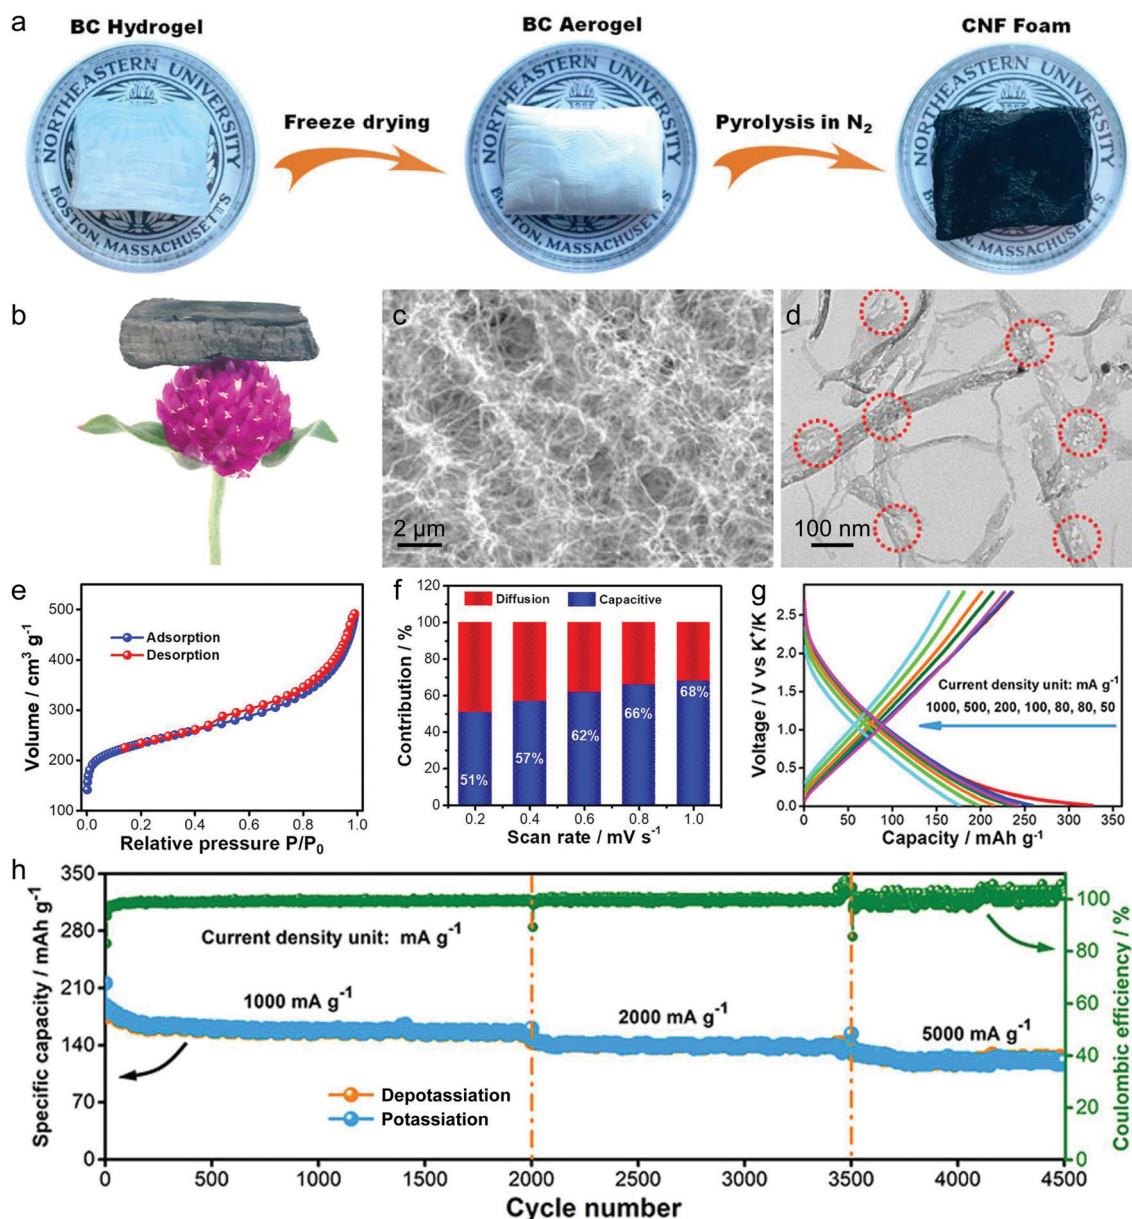 a
BC Hydrogel
BC Aerogel
CNF Foam
NORTHEASTERN UNIVERSITY
BOSTON, MASSACHUSETTS
Freeze drying
NORTHEASTERN UNIVERSITY
BOSTON, MASSACHUSETTS
Pyrolysis in N₂
NORTHEASTERN UNIVERSITY
BOSTON, MASSACHUSETTS
b
c
2 μm
d
100 nm
e
Volume / cm³ g⁻¹
500
400
300
200
100
Adsorption
Desorption
0.0 0.2 0.4 0.6 0.8 1.0
Relative pressure P/P₀
f
Contribution / %
120
100
80
60
40
20
0
Diffusion Capacitive
51% 57% 62% 66% 68%
0.2 0.4 0.6 0.8 1.0
Scan rate / mV s⁻¹
g
Voltage / V vs K⁺/K
2.5
2.0
1.5
1.0
0.5
0.0
Current density unit: mA g⁻¹
1000, 500, 200, 100, 80, 80, 50
0 50 100 150 200 250 300 350
Capacity / mAh g⁻¹
h
Specific capacity / mAh g⁻¹
350
280
210
140
70
0
Current density unit: mA g⁻¹
1000 mA g⁻¹
2000 mA g⁻¹
5000 mA g⁻¹
Depotassiation
Potassiation
100
80
60
40
20
0
Coulombic efficiency / %
0 500 1000 1500 2000 2500 3000 3500 4000 4500
Cycle number